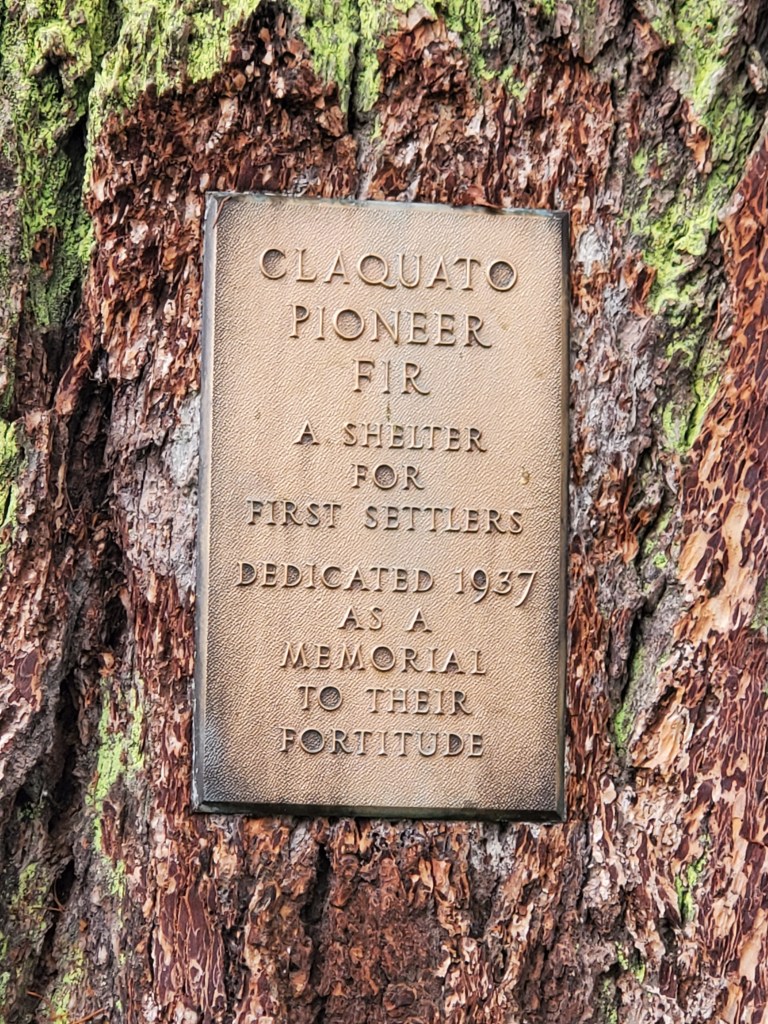 CLAQUATO
PIONEER
FIR
A SHELTER
FOR
FIRST SETTLERS
DEDICATED 1937
AS A
MEMORIAL
TO THEIR
FORTITUDE